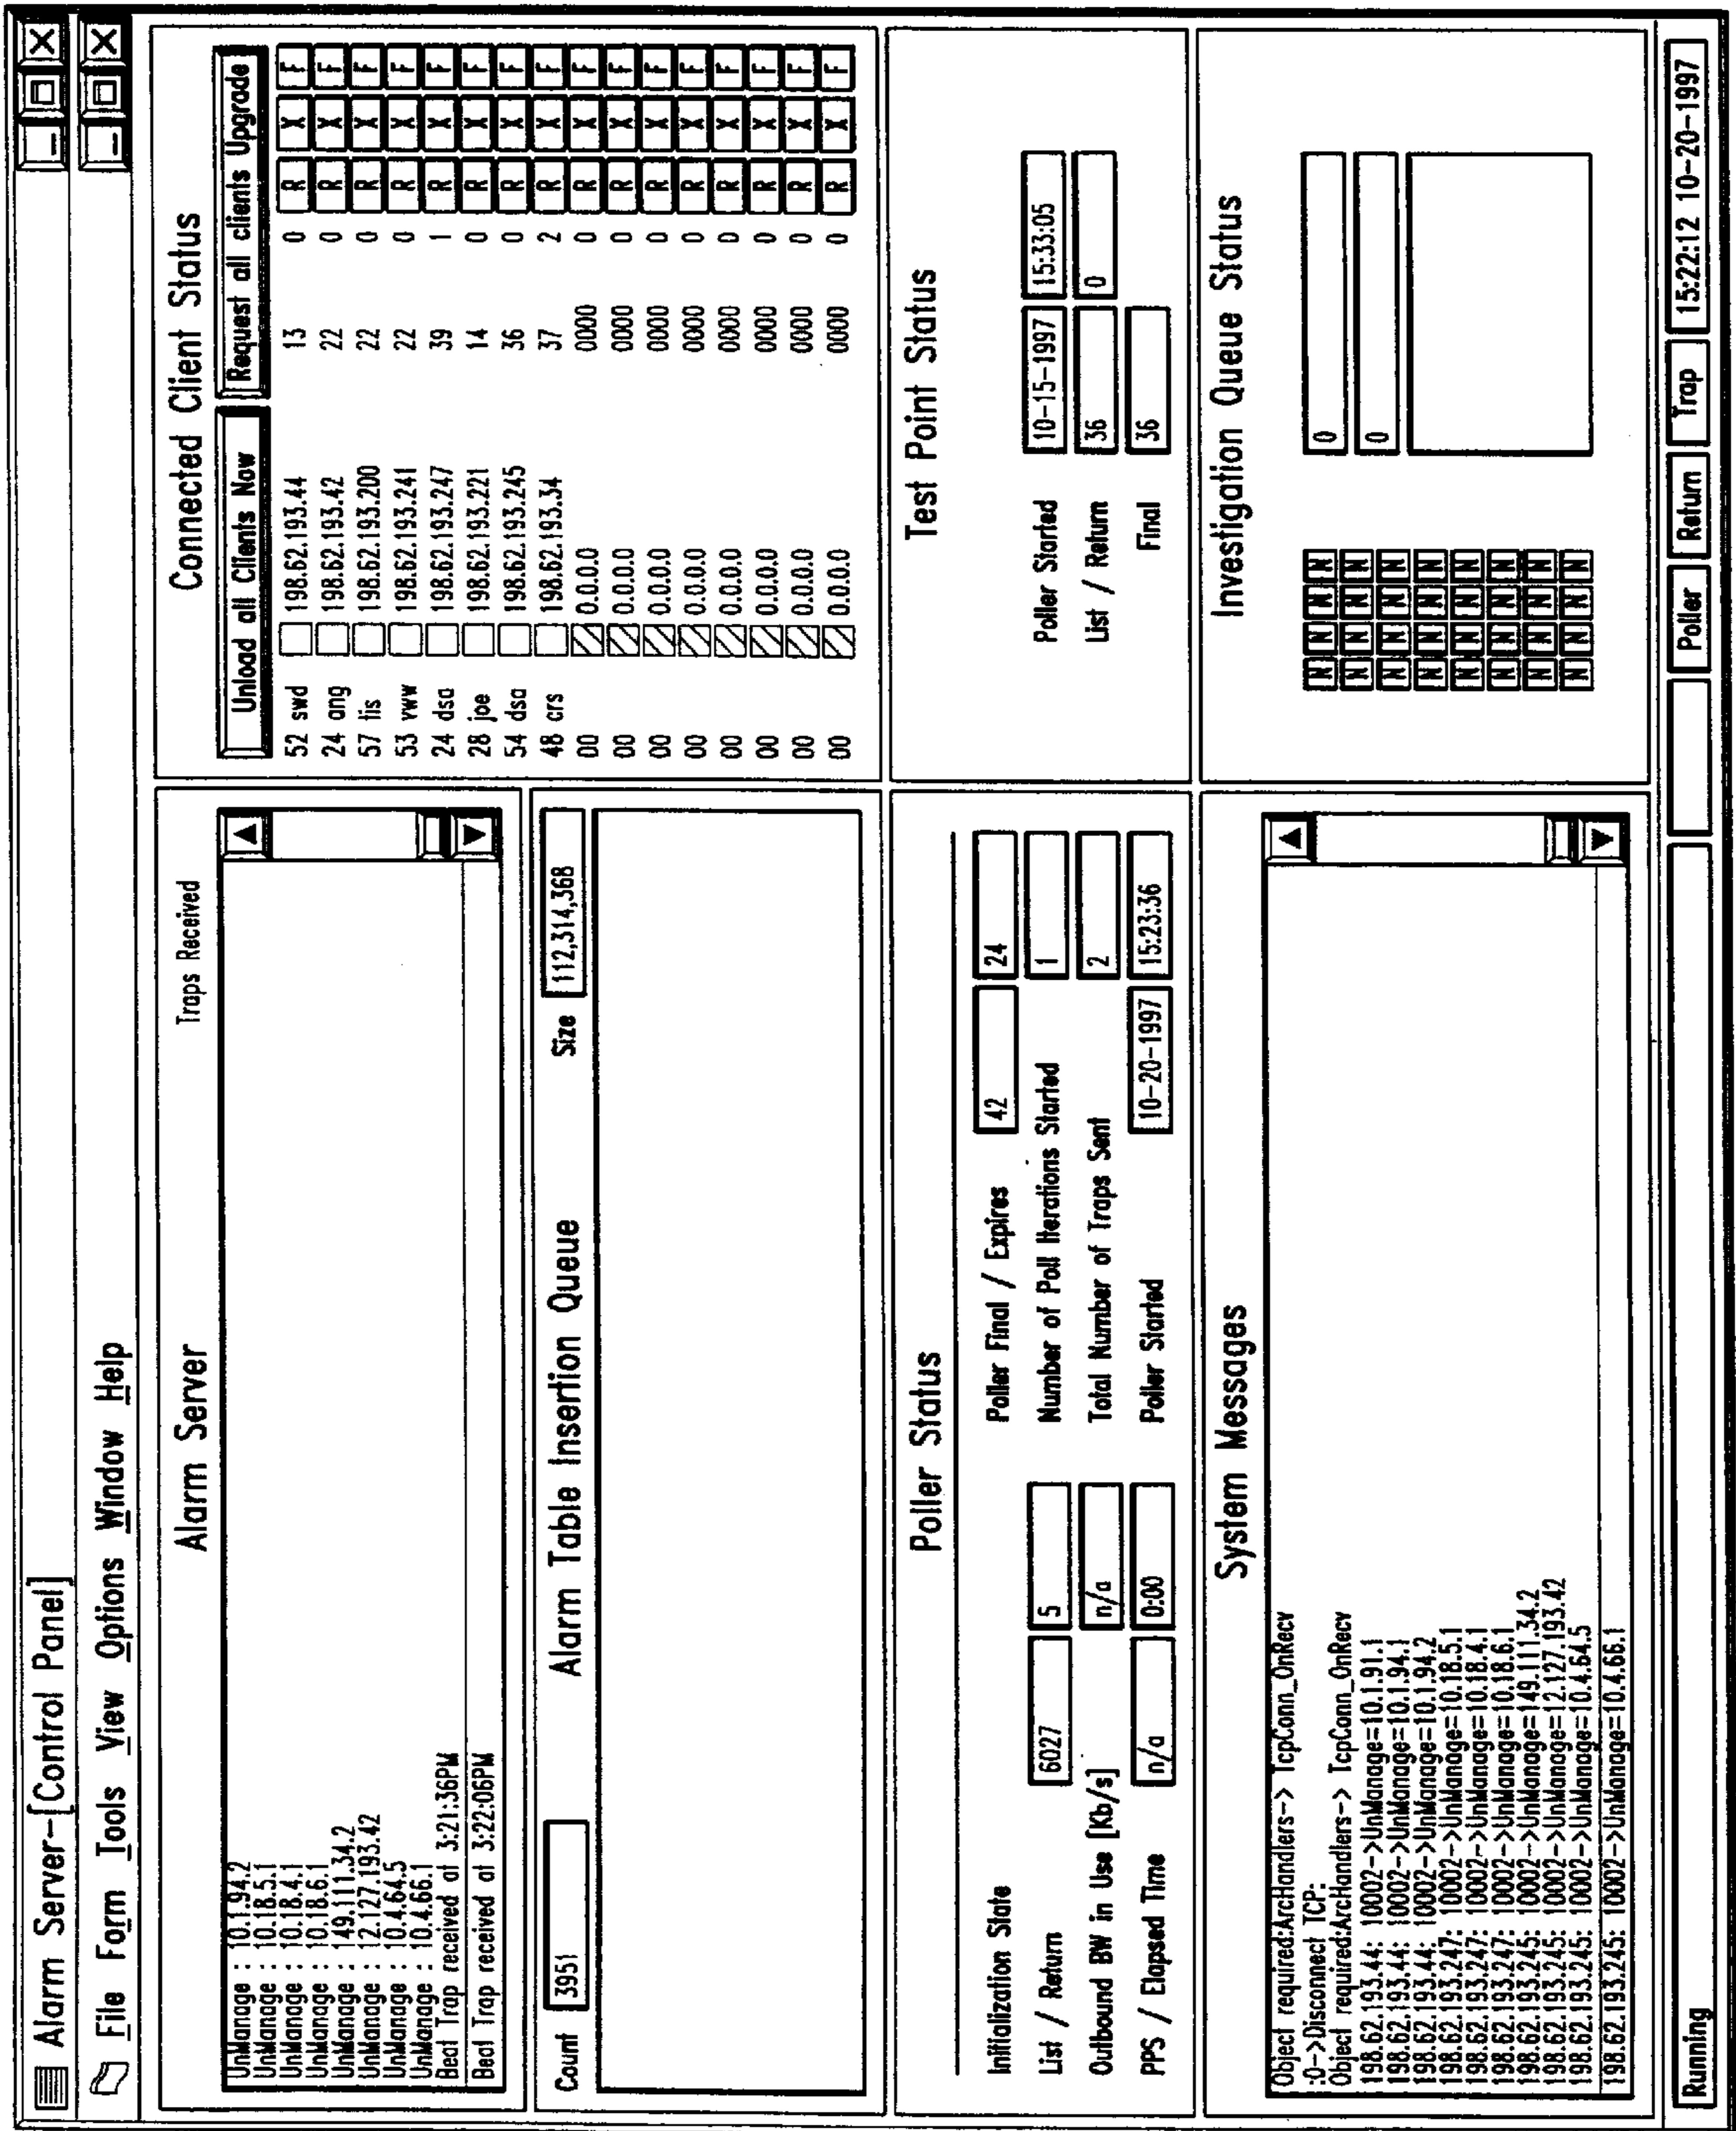 Alarm Server-[Control Panel]
File Form Tools View Options Window Help
Alarm Server
Traps Received
UnManage : 10.1.94.2
UnManage : 10.18.5.1
UnManage : 10.18.4.1
UnManage : 10.18.6.1
UnManage : 149.111.34.2
UnManage : 12.127.193.42
UnManage : 10.4.64.5
UnManage : 10.4.66.1
Beat Trap received at 3:21:36PM
Beat Trap received at 3:22:06PM
Count 3951 Alarm Table Insertion Queue Size 112,314,368
Connected Client Status
Unload all Clients Now Request all clients Upgrade
52 swd 198.62.193.44 13 0 R X F
24 ang 198.62.193.42 22 0 R X F
57 tis 198.62.193.200 22 0 R X F
53 vww 198.62.193.241 22 0 R X F
24 dsa 198.62.193.247 39 1 R X F
28 joe 198.62.193.221 14 0 R X F
54 dsa 198.62.193.245 36 0 R X F
48 crs 198.62.193.34 37 2 R X F
00 0.0.0.0 0000 0 R X F
00 0.0.0.0 0000 0 R X F
00 0.0.0.0 0000 0 R X F
00 0.0.0.0 0000 0 R X F
00 0.0.0.0 0000 0 R X F
00 0.0.0.0 0000 0 R X F
00 0.0.0.0 0000 0 R X F
00 0.0.0.0 0000 0 R X F
Poller Status
Initialization State Poller Final / Expires 42 24
List / Return 6027 5 Number of Poll Iterations Started 1
Outbound BW in Use [Kb/s] n/a Total Number of Traps Sent 2
PPS / Elapsed Time n/a 0:00 Poller Started 10-20-1997 15:23:36
Test Point Status
Poller Started 10-15-1997 15:33:05
List / Return 36 0
Final 36
System Messages
Object required:ArcHandlers-> TcpConn_OnRecv
:0->Disconnect TCP:
Object required:ArcHandlers-> TcpConn_OnRecv
198.62.193.44: 10002->UnManage=10.1.91.1
198.62.193.44: 10002->UnManage=10.1.94.1
198.62.193.44: 10002->UnManage=10.1.94.2
198.62.193.247: 10002->UnManage=10.18.5.1
198.62.193.247: 10002->UnManage=10.18.4.1
198.62.193.247: 10002->UnManage=10.18.6.1
198.62.193.245: 10002->UnManage=149.111.34.2
198.62.193.245: 10002->UnManage=12.127.193.42
198.62.193.245: 10002->UnManage=10.4.64.5
198.62.193.245: 10002->UnManage=10.4.66.1
Investigation Queue Status
N N N N 0
N N N N
N N N N 0
N N N N
N N N N
N N N N
N N N N
N N N N
Running Poller Return Trap 15:22:12 10-20-1997